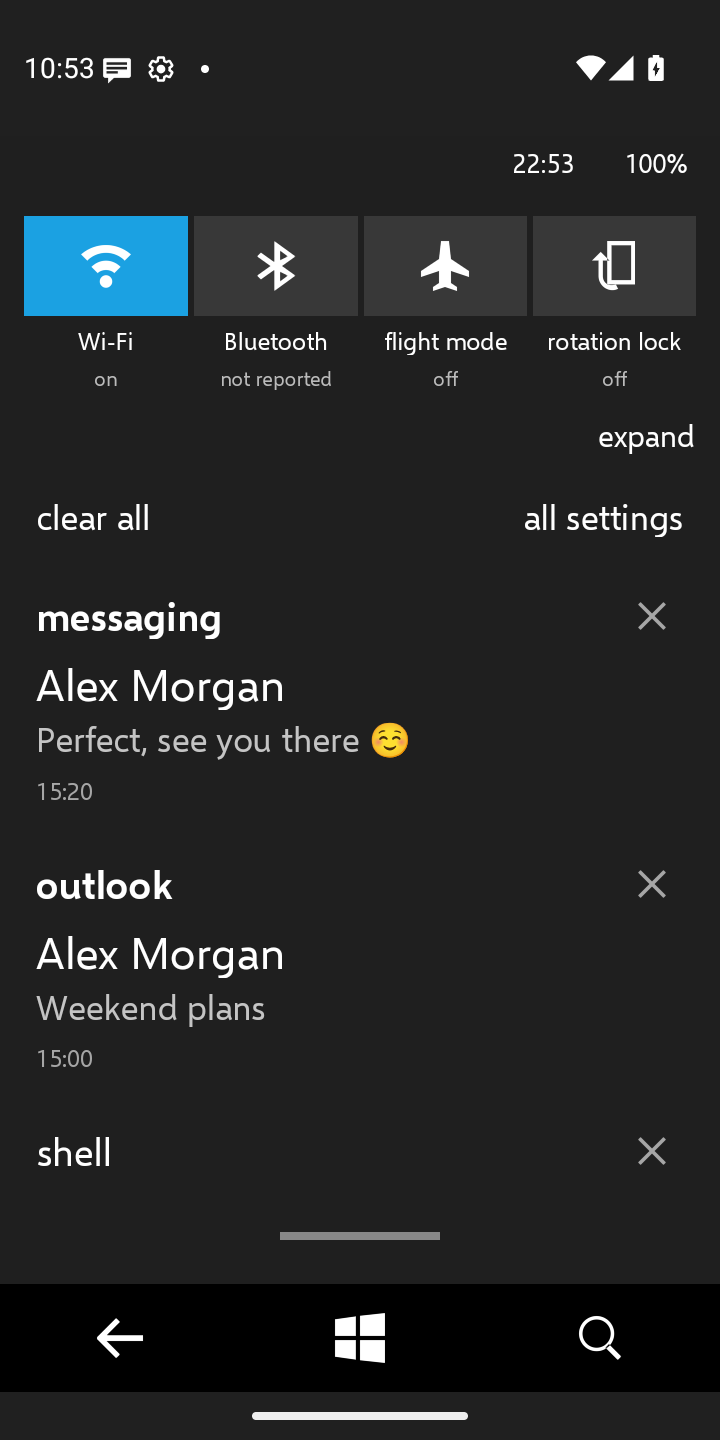 10:53
22:53 100%
Wi-Fi Bluetooth flight mode rotation lock
on not reported off off
expand
clear all all settings
messaging
Alex Morgan
Perfect, see you there ☺️
15:20
outlook
Alex Morgan
Weekend plans
15:00
shell